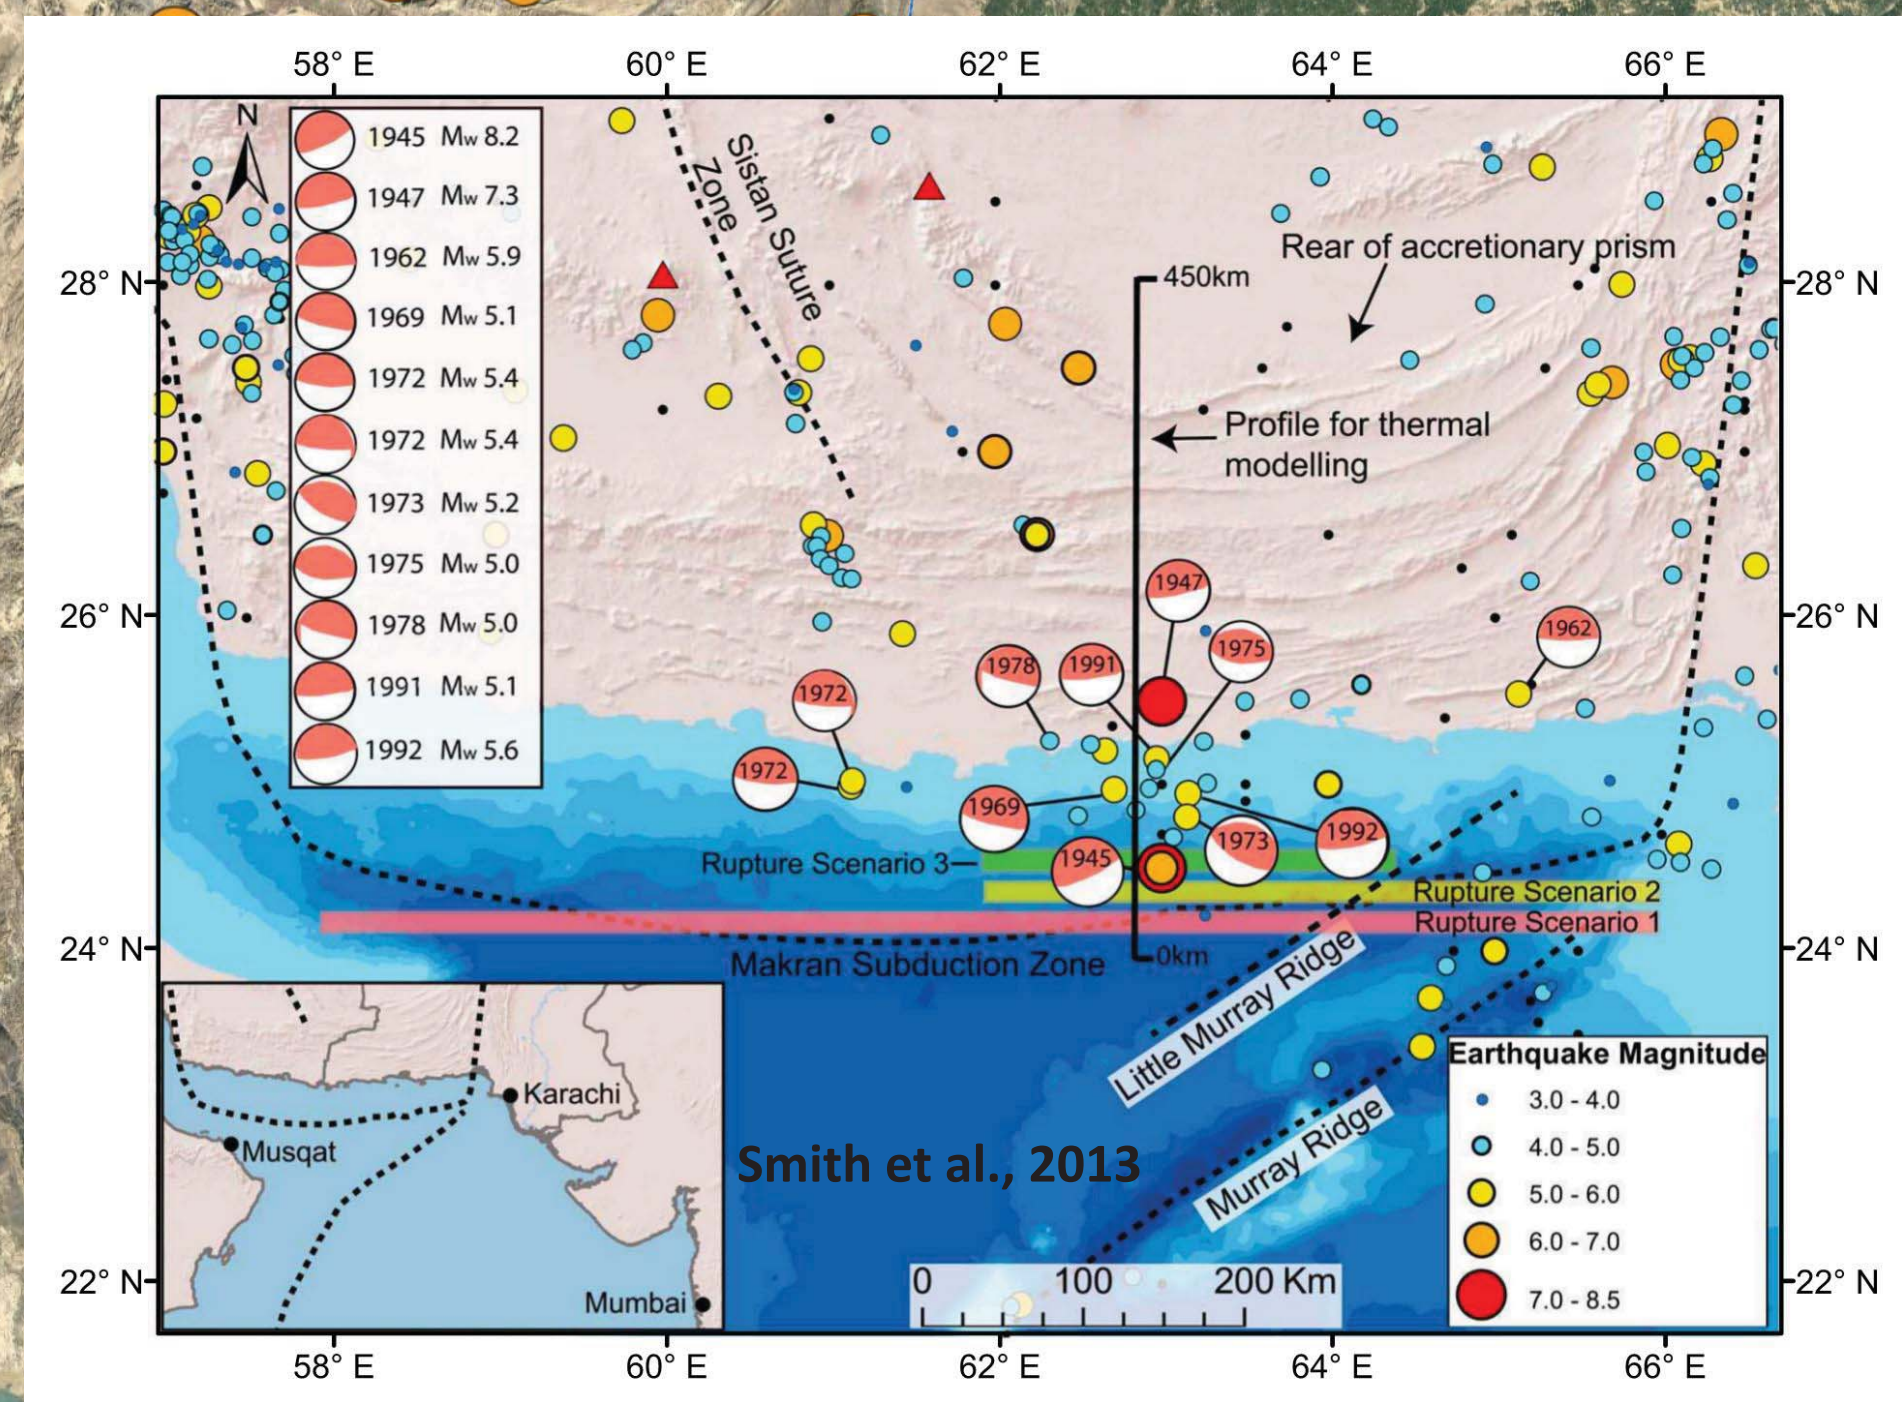 58° E
60° E
62° E
64° E
66° E
N
1945 Mw 8.2
1947 Mw 7.3
1962 Mw 5.9
1969 Mw 5.1
1972 Mw 5.4
1972 Mw 5.4
1973 Mw 5.2
1975 Mw 5.0
1978 Mw 5.0
1991 Mw 5.1
1992 Mw 5.6
Sistan Suture
Zone
Rear of accretionary prism
28° N
450km
28° N
Profile for thermal
modelling
26° N
26° N
1947
1962
1975
1978
1991
1972
1972
1969
1973
1992
1945
Rupture Scenario 3
Rupture Scenario 2
Rupture Scenario 1
24° N
24° N
Makran Subduction Zone
0km
Little Murray Ridge
Murray Ridge
Karachi
Musqat
Mumbai
Smith et al., 2013
Earthquake Magnitude
3.0 - 4.0
4.0 - 5.0
5.0 - 6.0
6.0 - 7.0
7.0 - 8.5
0 100 200 Km
22° N
22° N
58° E
60° E
62° E
64° E
66° E